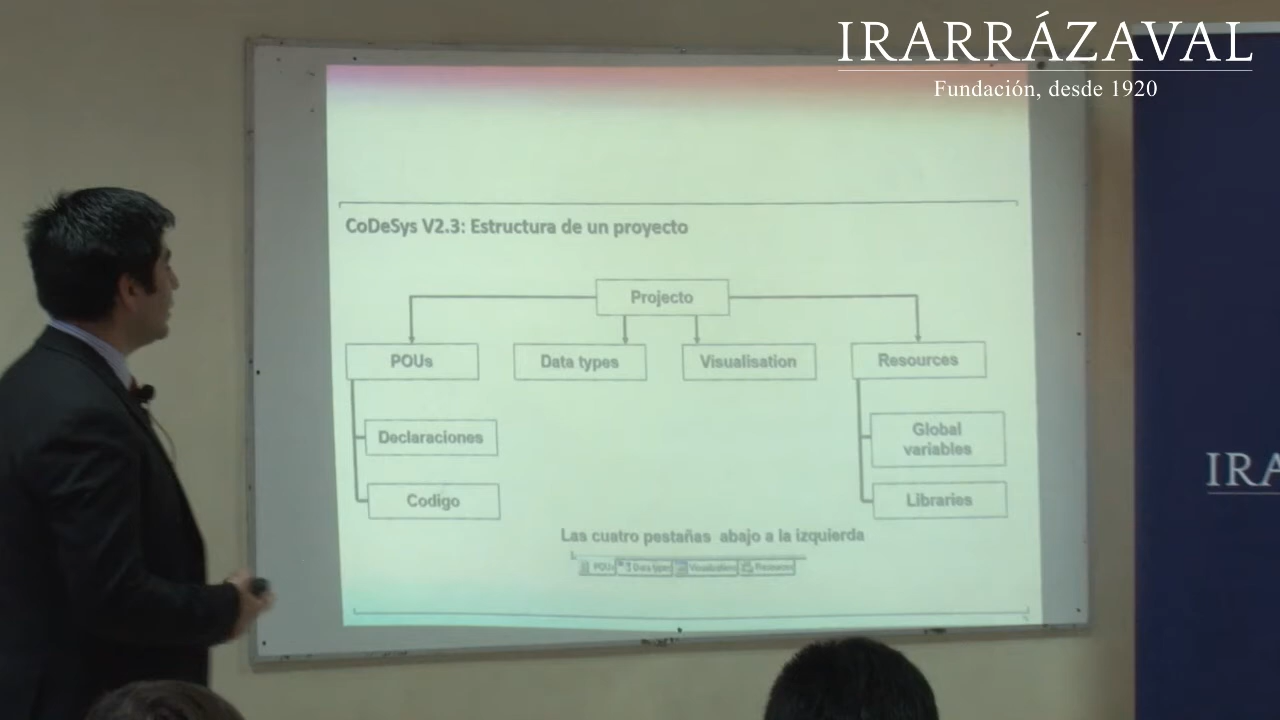 IRARRÁZAVAL
Fundación, desde 1920
CoDeSys V2.3: Estructura de un proyecto
Projecto
POUs
Data types
Visualisation
Resources
Declaraciones
Global
variables
Codigo
Libraries
Las cuatro pestañas abajo a la izquierda
POUs Data types Visualisations Resources
IRA